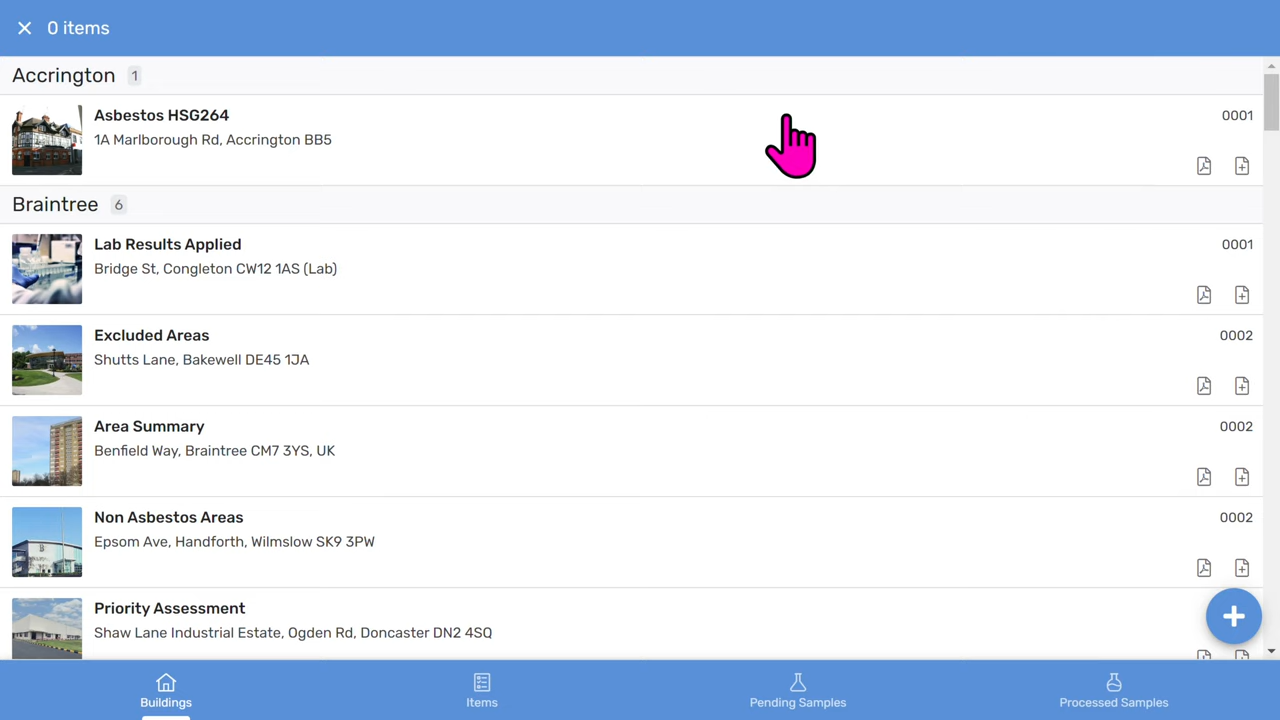 0 items
Accrington 1
Asbestos HSG264 0001
1A Marlborough Rd, Accrington BB5
Braintree 6
Lab Results Applied 0001
Bridge St, Congleton CW12 1AS (Lab)
Excluded Areas 0002
Shutts Lane, Bakewell DE45 1JA
Area Summary 0002
Benfield Way, Braintree CM7 3YS, UK
Non Asbestos Areas 0002
Epsom Ave, Handforth, Wilmslow SK9 3PW
Priority Assessment
Shaw Lane Industrial Estate, Ogden Rd, Doncaster DN2 4SQ
Buildings Items Pending Samples Processed Samples